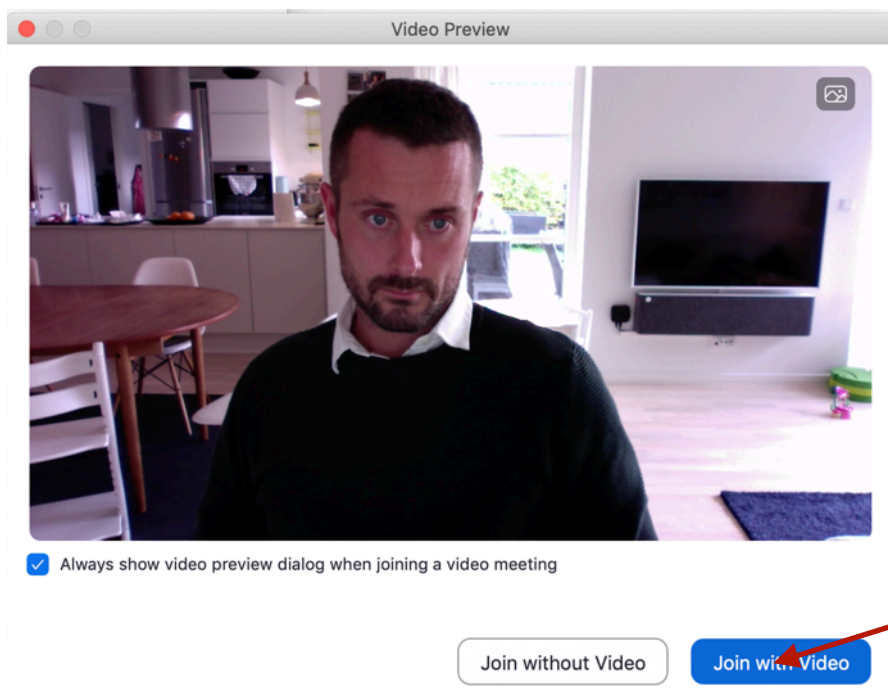 Video Preview
Always show video preview dialog when joining a video meeting
Join without Video
Join with Video